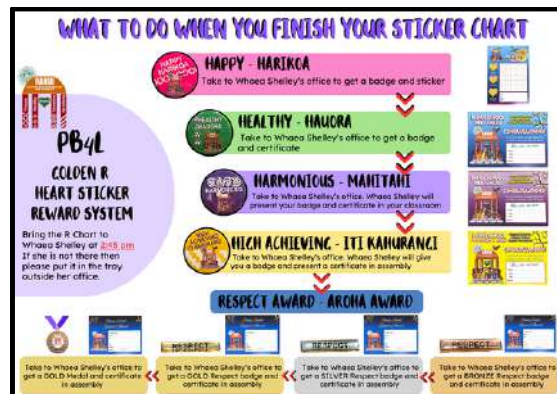 WHAT TO DO WHEN YOU FINISH YOUR STICKER CHART
PB4L
GOLDEN R
HEART STICKER
REWARD SYSTEM
Bring the R Chart to
Whaea Shelley at 2:45 pm
If she is not there then
please put it in the tray
outside her office.
HAPPY - HARIKOA
Take to Whaea Shelley's office to get a badge and sticker
HEALTHY - HAUORA
Take to Whaea Shelley's office to get a badge
and certificate
HARMONIOUS - MAHITAHI
Take to Whaea Shelley's office. Whaea Shelley will
present your badge and certificate in your classroom
HIGH ACHIEVING - ITI KAHURANGI
Take to Whaea Shelley's office. Whaea Shelley will give
you a badge and present a certificate in assembly
RESPECT AWARD - AROHA AWARD
RESPECT
RESPECT
RESPECT
Take to Whaea Shelley's office to
get a GOLD Medal and certificate
in assembly
Take to Whaea Shelley's office to
get a GOLD Respect badge and
certificate in assembly
Take to Whaea Shelley's office to
get a SILVER Respect badge and
certificate in assembly
Take to Whaea Shelley's office to
get a BRONZE Respect badge and
certificate in assembly